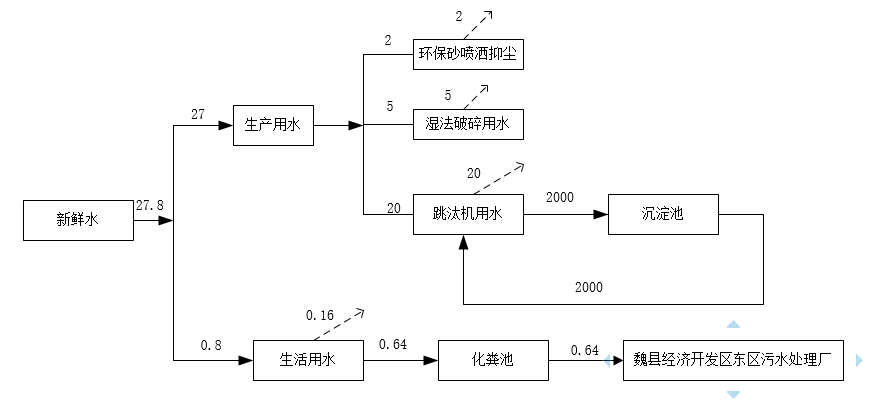 2
2
环保砂喷洒抑尘
5
5
湿法破碎用水
27
生产用水
20
20
跳汰机用水
2000
沉淀池
2000
新鲜水
27.8
0.8
生活用水
0.16
0.64
化粪池
0.64
魏县经济开发区东区污水处理厂